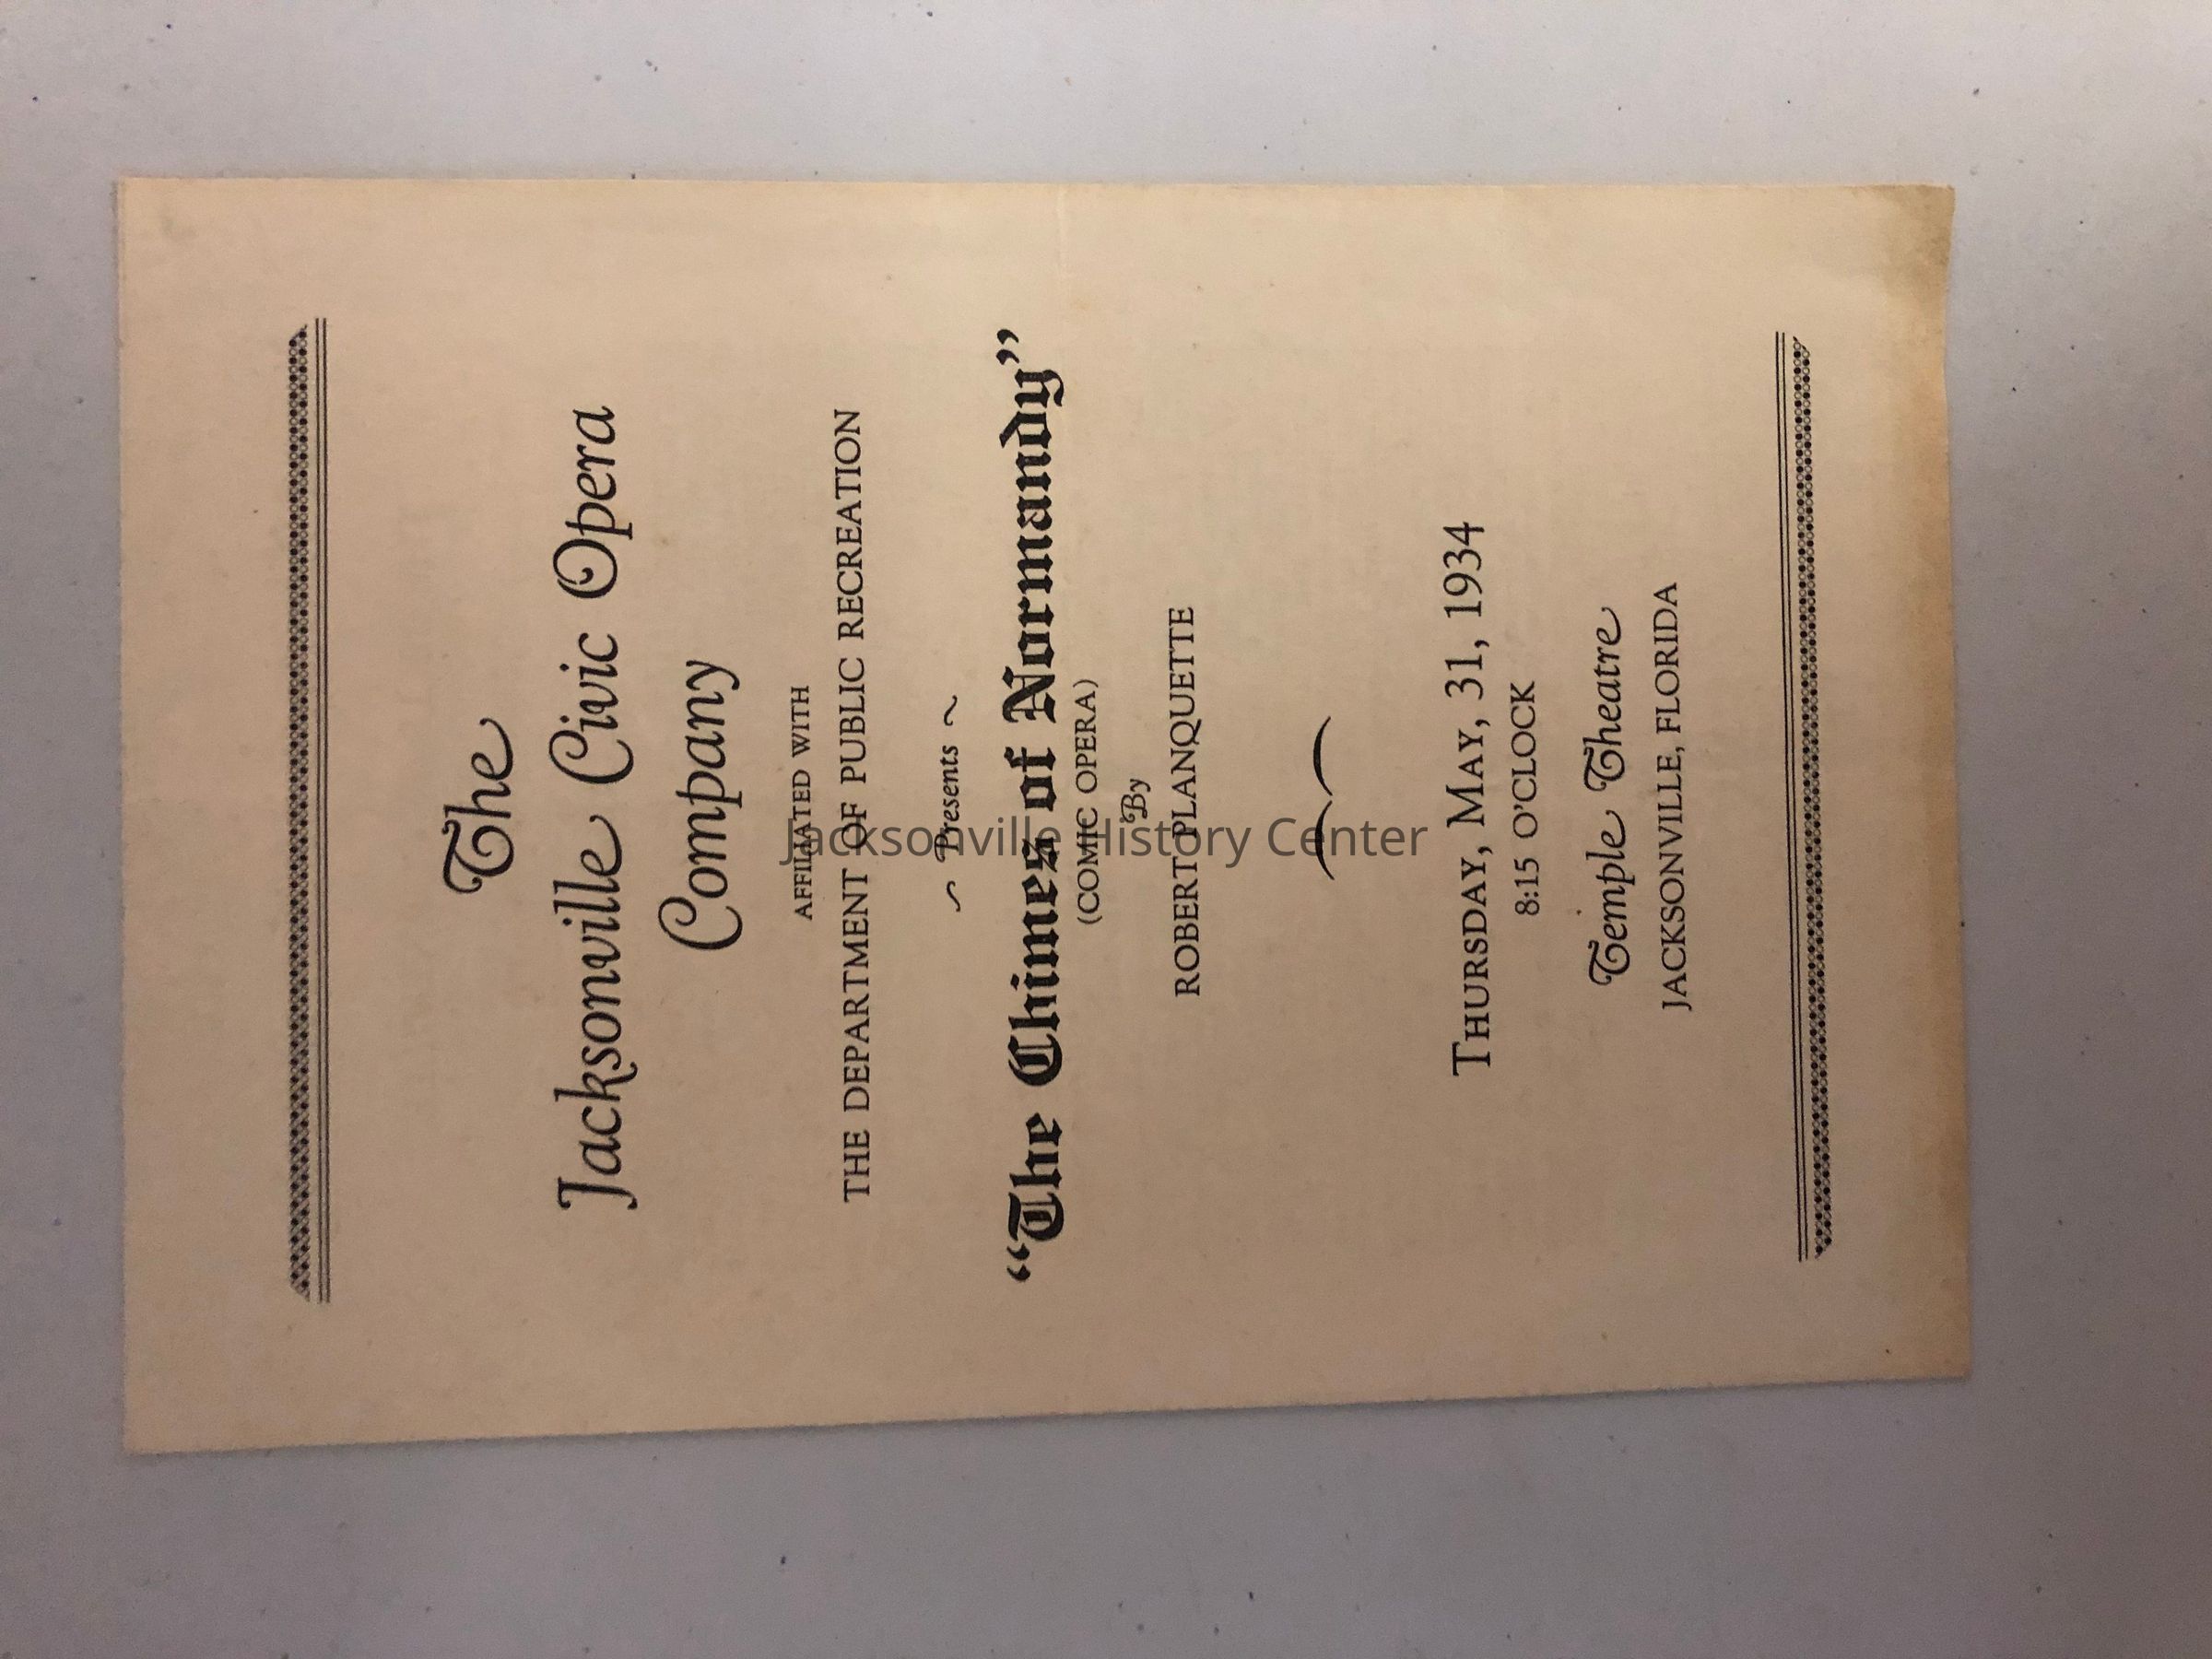 The
Jacksonville Civic Opera
Company
AFFILIATED WITH
THE DEPARTMENT OF PUBLIC RECREATION
~ Presents ~
“The Chimes of Normandy”
(COMIC OPERA)
By
ROBERT PLANQUETTE
THURSDAY, MAY, 31, 1934
8:15 O'CLOCK
Temple Theatre
JACKSONVILLE, FLORIDA
Jacksonville History Center